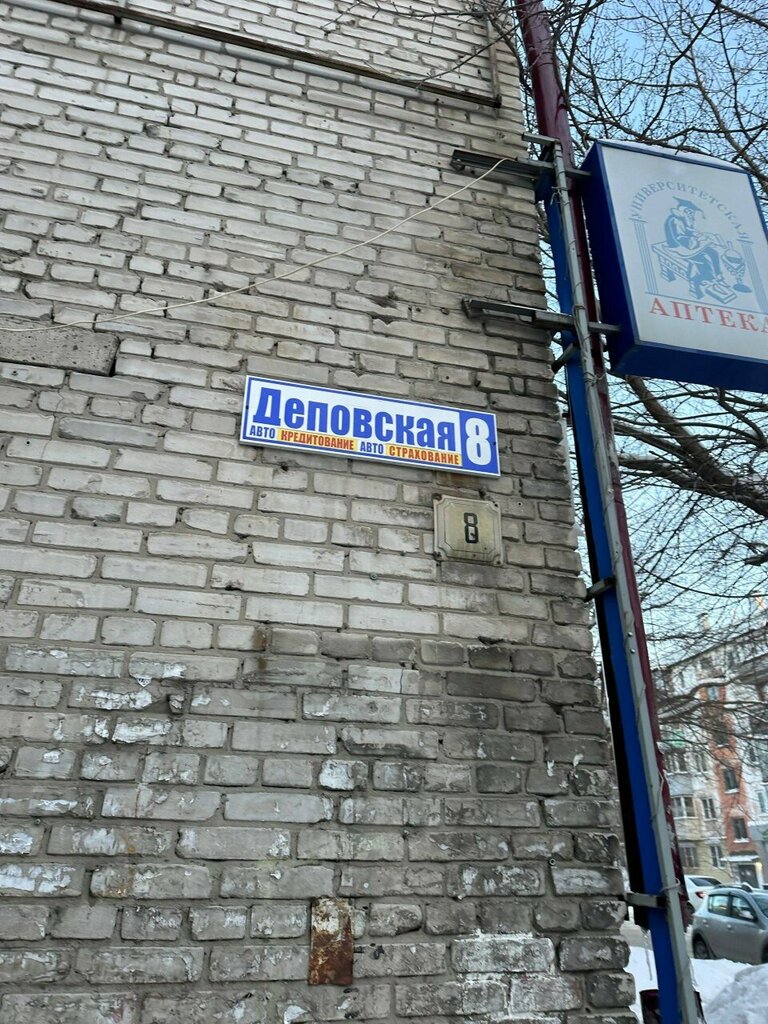 УНИВЕРСИТЕТСКАЯ
АПТЕКА
Деповская 8
АВТО КРЕДИТОВАНИЕ АВТО СТРАХОВАНИЕ
8